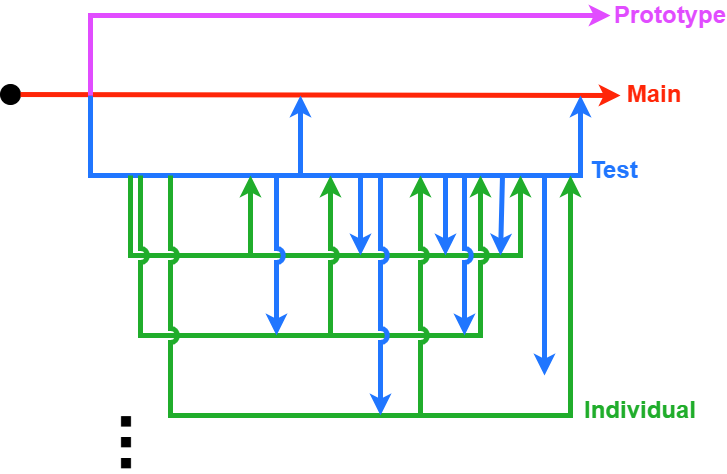 Prototype
Main
Test
Individual